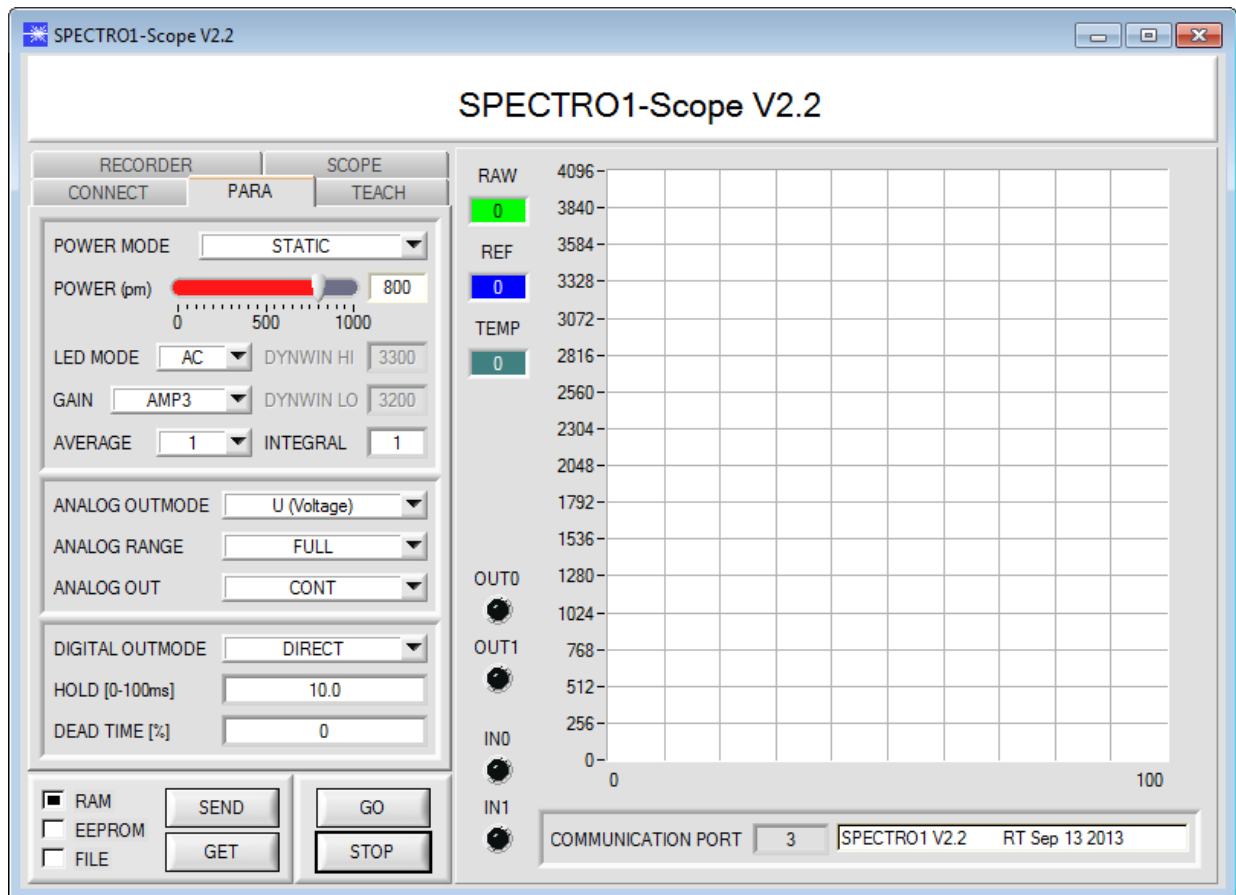 SPECTRO1-Scope V2.2
SPECTRO1-Scope V2.2
RECORDER SCOPE
CONNECT PARA TEACH
POWER MODE STATIC
POWER (pm) 800
0 500 1000
LED MODE AC DYNWIN HI 3300
GAIN AMP3 DYNWIN LO 3200
AVERAGE 1 INTEGRAL 1
ANALOG OUTMODE U (Voltage)
ANALOG RANGE FULL
ANALOG OUT CONT
DIGITAL OUTMODE DIRECT
HOLD [0-100ms] 10.0
DEAD TIME [%] 0
RAM
EEPROM
FILE
SEND
GET
GO
STOP
RAW
0
REF
0
TEMP
0
OUT0
OUT1
IN0
IN1
4096
3840
3584
3328
3072
2816
2560
2304
2048
1792
1536
1280
1024
768
512
256
0
0 100
COMMUNICATION PORT 3 SPECTRO1 V2.2 RT Sep 13 2013